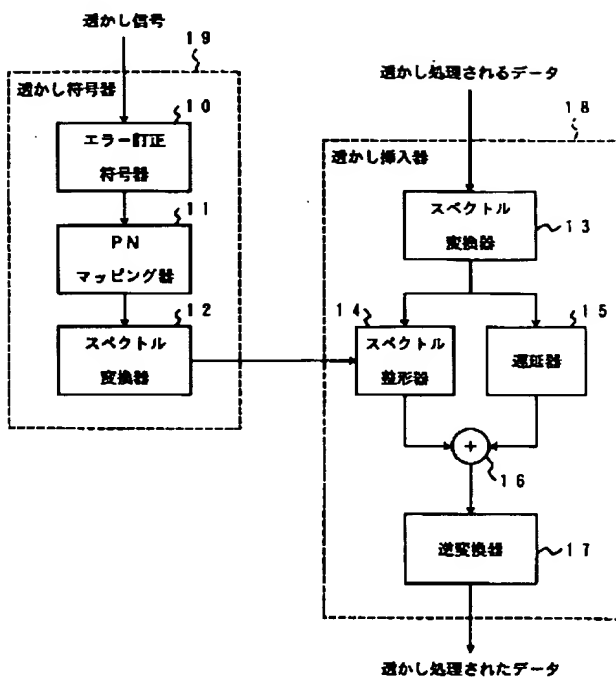 透かし信号
19
透かし符号器
10
エラー訂正
符号器
11
PN
マッピング器
12
スペクトル
変換器
透かし処理されるデータ
18
透かし挿入器
スペクトル
変換器
13
14
スペクトル
整形器
15
遅延器
+
16
逆変換器
17
透かし処理されたデータ